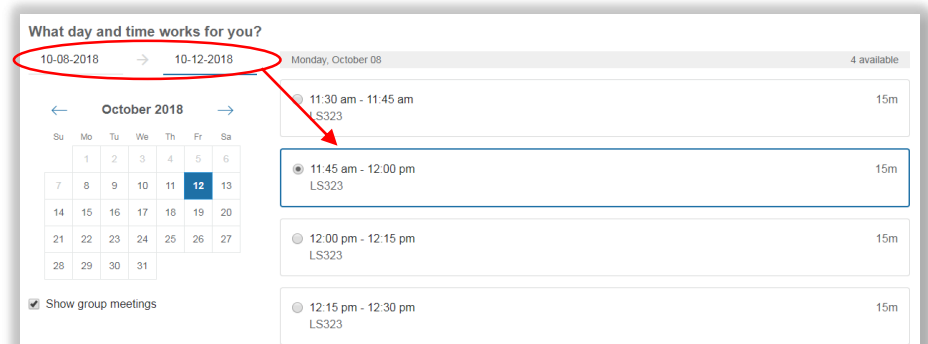 What day and time works for you?
10-08-2018 → 10-12-2018
← October 2018 →
Su Mo Tu We Th Fr Sa
1 2 3 4 5 6
7 8 9 10 11 12 13
14 15 16 17 18 19 20
21 22 23 24 25 26 27
28 29 30 31
Show group meetings
Monday, October 08 4 available
11:30 am - 11:45 am 15m
LS323
11:45 am - 12:00 pm 15m
LS323
12:00 pm - 12:15 pm 15m
LS323
12:15 pm - 12:30 pm 15m
LS323